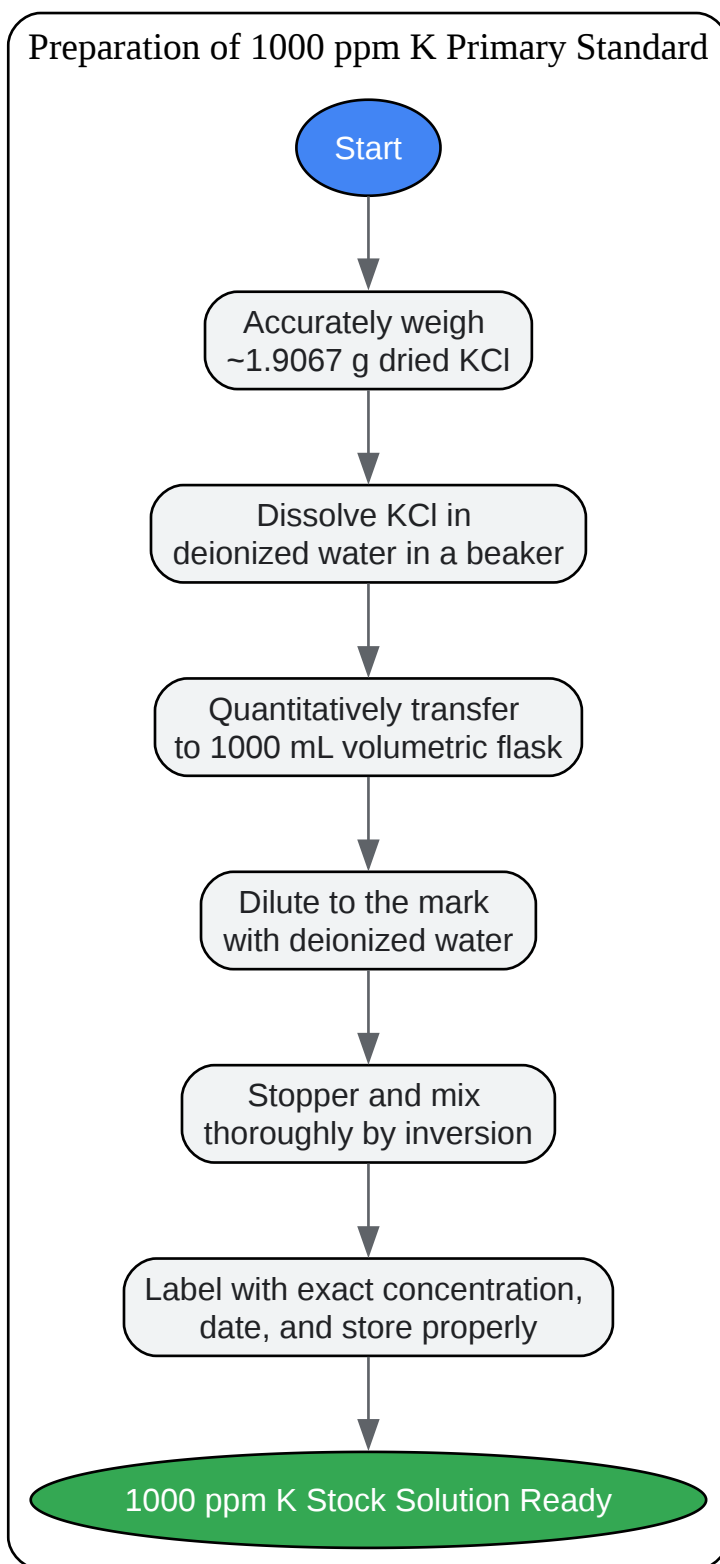 Preparation of 1000 ppm K Primary Standard
Start
Accurately weigh
~1.9067 g dried KCl
Dissolve KCl in
deionized water in a beaker
Quantitatively transfer
to 1000 mL volumetric flask
Dilute to the mark
with deionized water
Stopper and mix
thoroughly by inversion
Label with exact concentration,
date, and store properly
1000 ppm K Stock Solution Ready